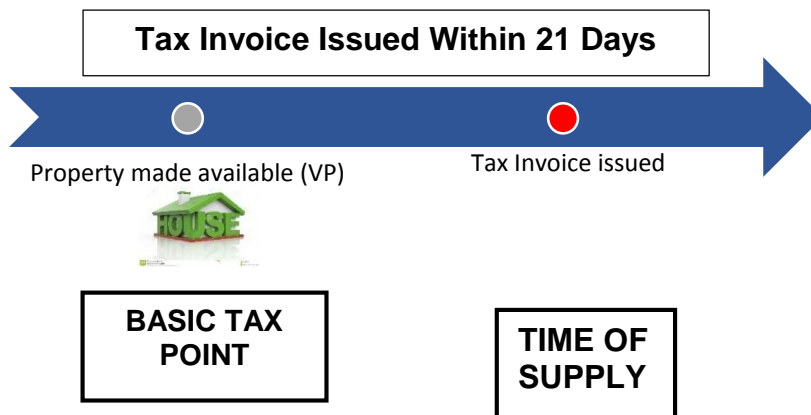 Tax Invoice Issued Within 21 Days
Property made available (VP)
Tax Invoice issued
HOUSE
BASIC TAX
POINT
TIME OF
SUPPLY